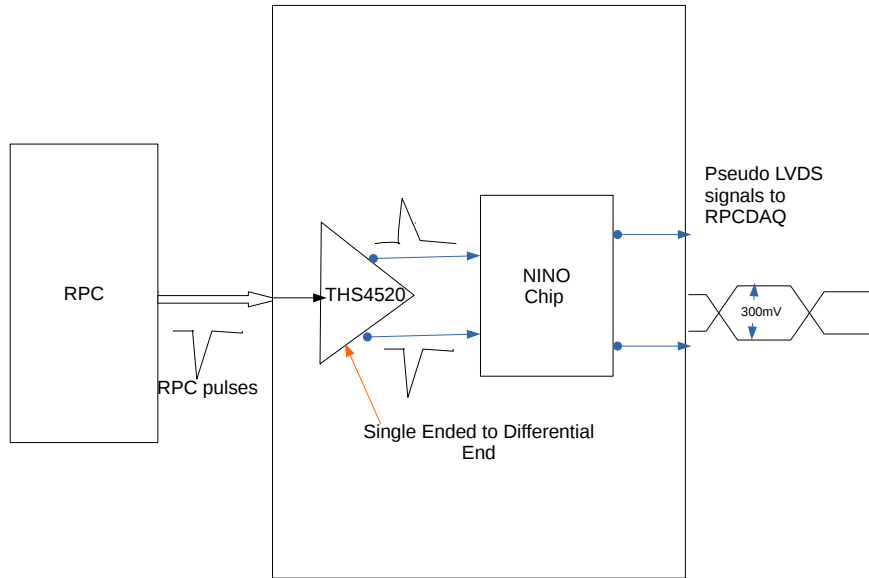 RPC
RPC pulses
THS4520
Single Ended to Differential
End
NINO
Chip
Pseudo LVDS
signals to
RPCDAQ
300mV